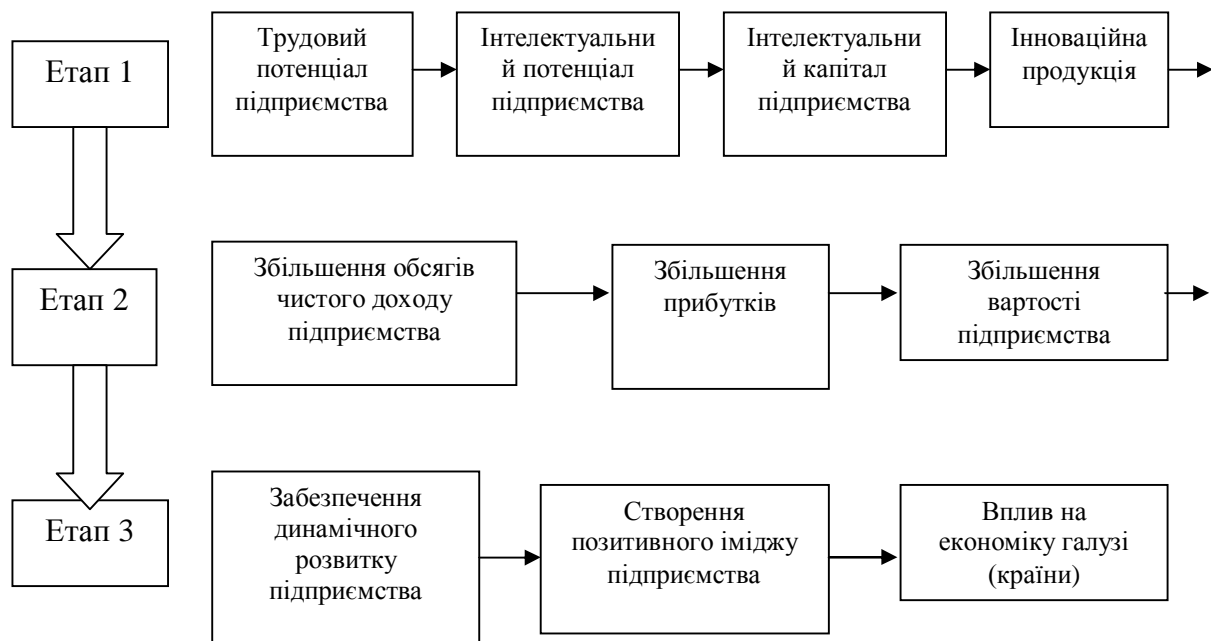 Етап 1
Трудовий
потенціал
підприємства
Інтелектуальни
й потенціал
підприємства
Інтелектуальни
й капітал
підприємства
Інноваційна
продукція
Етап 2
Збільшення обсягів
чистого доходу
підприємства
Збільшення
прибутків
Збільшення
вартості
підприємства
Етап 3
Забезпечення
динамічного
розвитку
підприємства
Створення
позитивного іміджу
підприємства
Вплив на
економіку галузі
(країни)